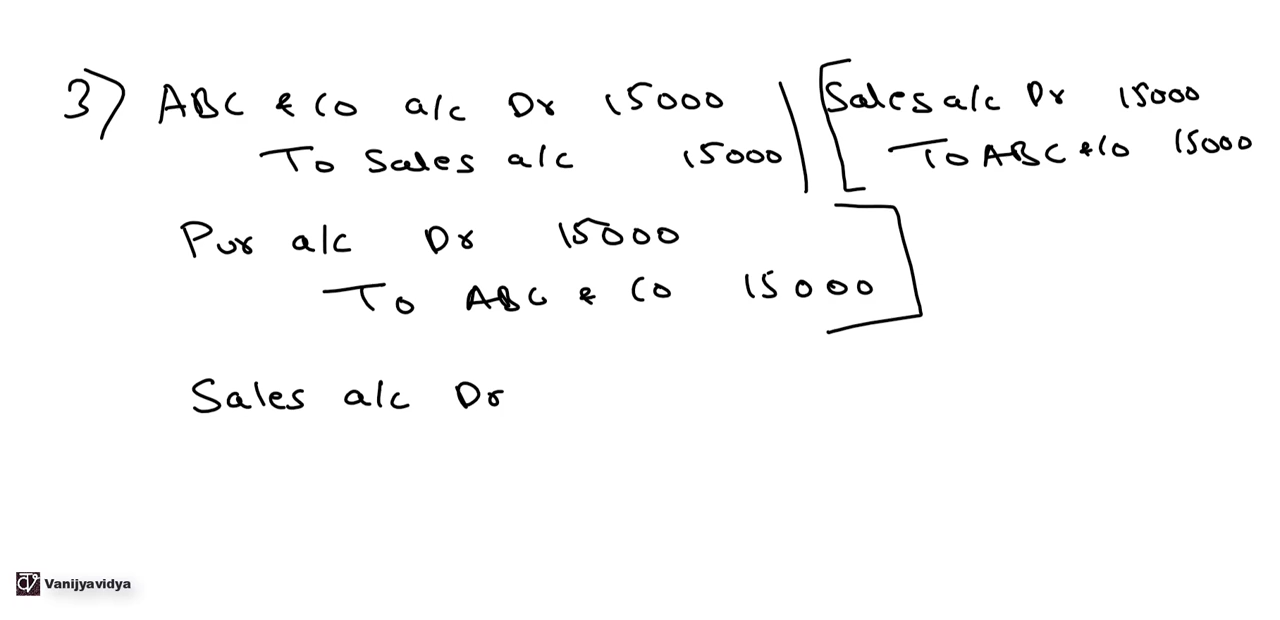 3) ABC & Co a/c Dr 15000
To Sales a/c 15000
Sales a/c Dr 15000
To ABC & Co 15000
Pur a/c Dr 15000
To ABC & Co 15000
Sales a/c Dr
Vanijyavidya